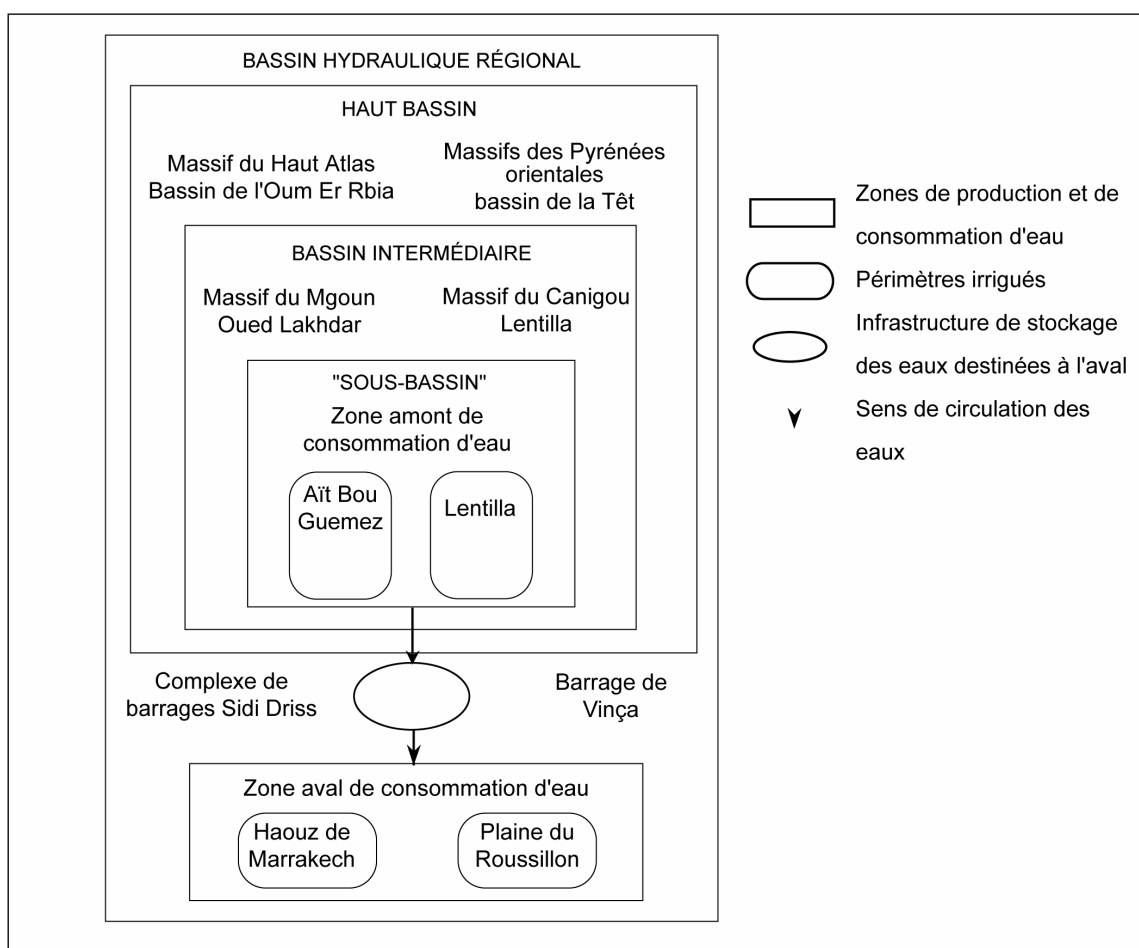 BASSIN HYDRAULIQUE RÉGIONAL
HAUT BASSIN
Massif du Haut Atlas
Bassin de l'Oum Er Rbia
Massifs des Pyrénées
orientales
bassin de la Têt
BASSIN INTERMÉDIAIRE
Massif du Mgoun
Oued Lakhdar
Massif du Canigou
Lentilla
"SOUS-BASSIN"
Zone amont de
consommation d'eau
Aït Bou
Guemez
Lentilla
Complexe de
barrages Sidi Driss
Barrage de
Vinça
Zone aval de consommation d'eau
Haouz de
Marrakech
Plaine du
Roussillon
Zones de production et de
consommation d'eau
Périmètres irrigués
Infrastructure de stockage
des eaux destinées à l'aval
Sens de circulation des
eaux